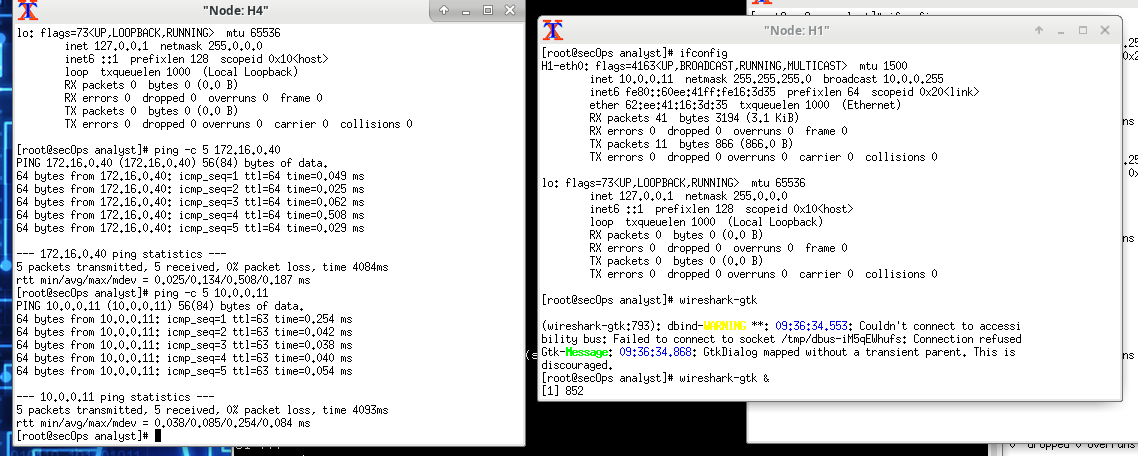 "Node: H4"
lo: flags=73<UP,LOOPBACK,RUNNING>  mtu 65536
        inet 127.0.0.1  netmask 255.0.0.0
        inet6 ::1  prefixlen 128  scopeid 0x10<host>
        loop  txqueuelen 1000  (Local Loopback)
        RX packets 0  bytes 0 (0.0 B)
        RX errors 0  dropped 0  overruns 0  frame 0
        TX packets 0  bytes 0 (0.0 B)
        TX errors 0  dropped 0 overruns 0  carrier 0  collisions 0
[root@secOps analyst]# ping -c 5 172.16.0.40
PING 172.16.0.40 (172.16.0.40) 56(84) bytes of data.
64 bytes from 172.16.0.40: icmp_seq=1 ttl=64 time=0.049 ms
64 bytes from 172.16.0.40: icmp_seq=2 ttl=64 time=0.025 ms
64 bytes from 172.16.0.40: icmp_seq=3 ttl=64 time=0.062 ms
64 bytes from 172.16.0.40: icmp_seq=4 ttl=64 time=0.508 ms
64 bytes from 172.16.0.40: icmp_seq=5 ttl=64 time=0.029 ms
--- 172.16.0.40 ping statistics ---
5 packets transmitted, 5 received, 0% packet loss, time 4084ms
rtt min/avg/max/mdev = 0.025/0.134/0.508/0.187 ms
[root@secOps analyst]# ping -c 5 10.0.0.11
PING 10.0.0.11 (10.0.0.11) 56(84) bytes of data.
64 bytes from 10.0.0.11: icmp_seq=1 ttl=63 time=0.254 ms
64 bytes from 10.0.0.11: icmp_seq=2 ttl=63 time=0.042 ms
64 bytes from 10.0.0.11: icmp_seq=3 ttl=63 time=0.038 ms
64 bytes from 10.0.0.11: icmp_seq=4 ttl=63 time=0.040 ms
64 bytes from 10.0.0.11: icmp_seq=5 ttl=63 time=0.054 ms
--- 10.0.0.11 ping statistics ---
5 packets transmitted, 5 received, 0% packet loss, time 4093ms
rtt min/avg/max/mdev = 0.038/0.085/0.254/0.084 ms
[root@secOps analyst]#
"Node: H1"
[root@secOps analyst]# ifconfig
H1-eth0: flags=4163<UP,BROADCAST,RUNNING,MULTICAST>  mtu 1500
        inet 10.0.0.11  netmask 255.255.255.0  broadcast 10.0.0.255
        inet6 fe80::60ee:41ff:fe16:3d35  prefixlen 64  scopeid 0x20<link>
        ether 62:ee:41:16:3d:35  txqueuelen 1000  (Ethernet)
        RX packets 41  bytes 3194 (3.1 KiB)
        RX errors 0  dropped 0  overruns 0  frame 0
        TX packets 11  bytes 866 (866.0 B)
        TX errors 0  dropped 0 overruns 0  carrier 0  collisions 0
lo: flags=73<UP,LOOPBACK,RUNNING>  mtu 65536
        inet 127.0.0.1  netmask 255.0.0.0
        inet6 ::1  prefixlen 128  scopeid 0x10<host>
        loop  txqueuelen 1000  (Local Loopback)
        RX packets 0  bytes 0 (0.0 B)
        RX errors 0  dropped 0  overruns 0  frame 0
        TX packets 0  bytes 0 (0.0 B)
        TX errors 0  dropped 0 overruns 0  carrier 0  collisions 0
[root@secOps analyst]# wireshark-gtk
(wireshark-gtk:793): dbind-WARNING **: 09:36:34.553: Couldn't connect to accessi
bility bus: Failed to connect to socket /tmp/dbus-iM5qEWhufs: Connection refused
Gtk-Message: 09:36:34.868: GtkDialog mapped without a transient parent. This is
discouraged.
[root@secOps analyst]# wireshark-gtk &
[1] 852
0  dropped 0 overruns